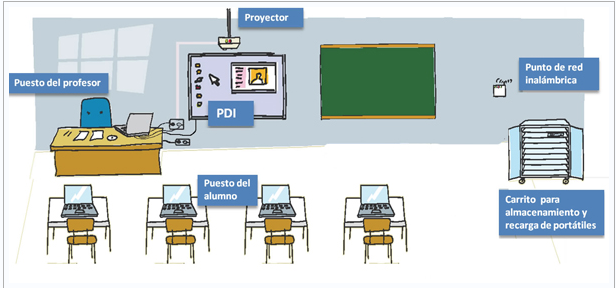 Proyector
Puesto del profesor
PDI
Punto de red
inalámbrica
Puesto del
alumno
Carrito para
almacenamiento y
recarga de portátiles